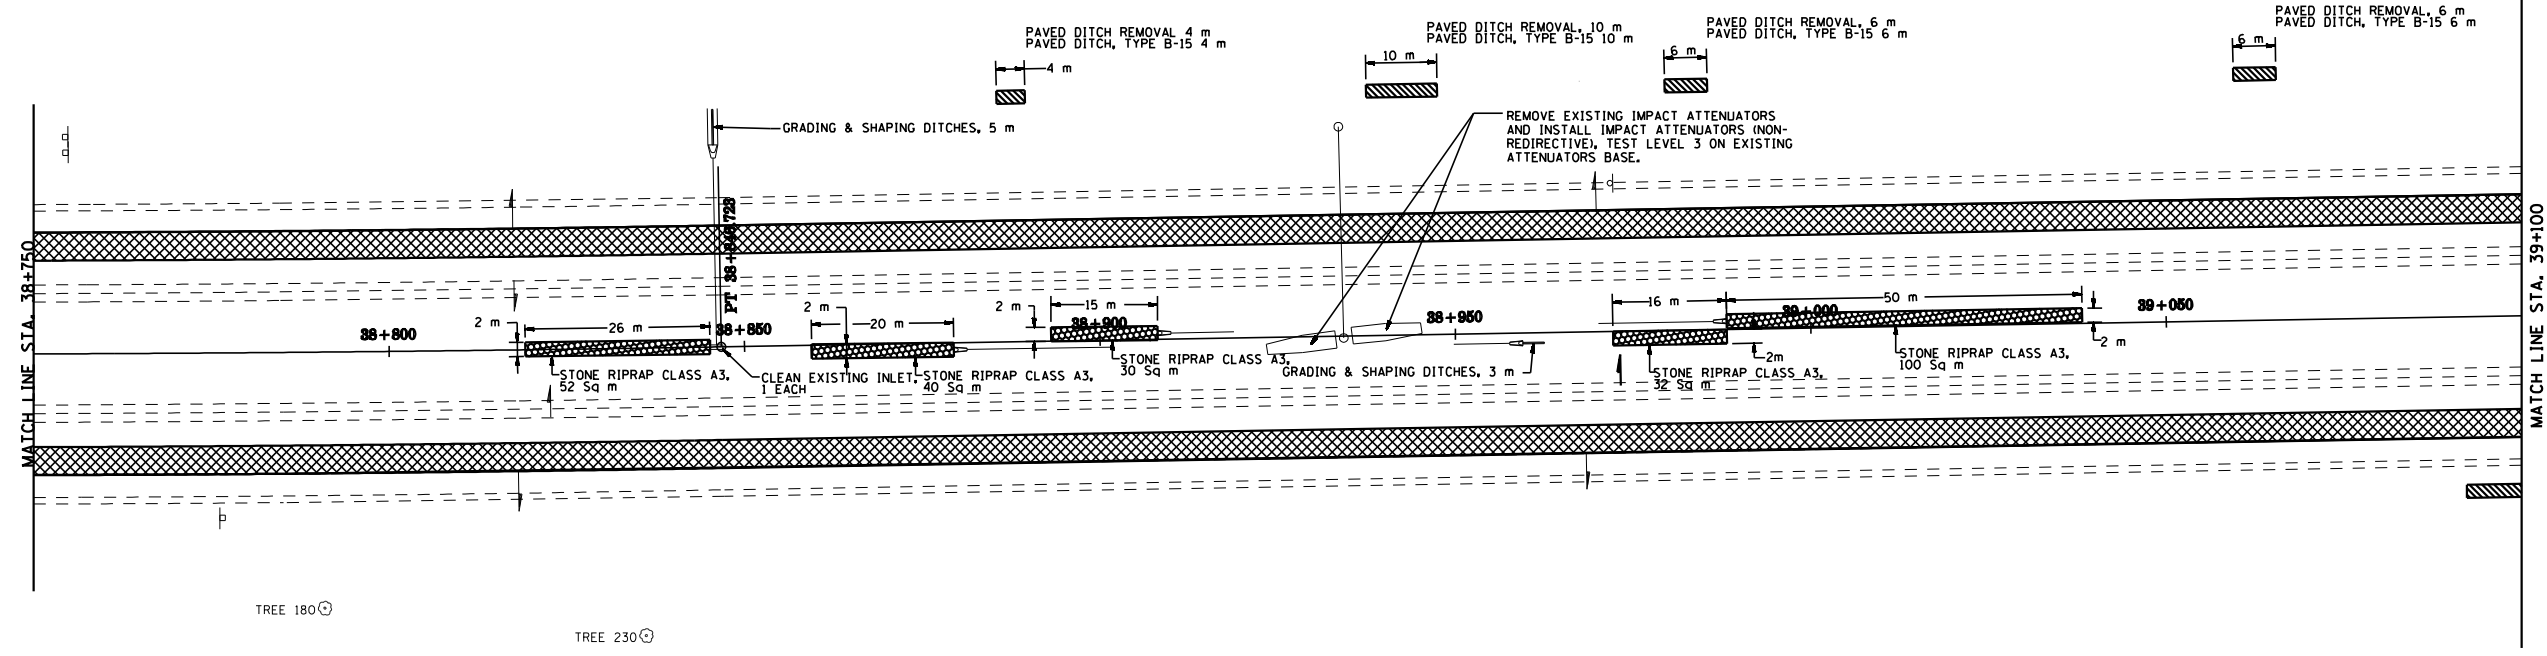 PAVED DITCH REMOVAL 4 m
PAVED DITCH, TYPE B-15 4 m
4 m
PAVED DITCH REMOVAL, 10 m
PAVED DITCH, TYPE B-15 10 m
10 m
PAVED DITCH REMOVAL, 6 m
PAVED DITCH, TYPE B-15 6 m
6 m
PAVED DITCH REMOVAL, 6 m
PAVED DITCH, TYPE B-15 6 m
6 m
GRADING & SHAPING DITCHES, 5 m
REMOVE EXISTING IMPACT ATTENUATORS
AND INSTALL IMPACT ATTENUATORS (NON-
REDIRECTIVE), TEST LEVEL 3 ON EXISTING
ATTENUATORS BASE.
MATCH LINE STA. 38+750
PT
38+800
2 m
26 m
38+850
2 m
20 m
2 m
15 m
38+900
38+950
16 m
50 m
39+000
39+050
2 m
2m
STONE RIPRAP CLASS A3,
52 Sq m
CLEAN EXISTING INLET,
1 EACH
STONE RIPRAP CLASS A3,
40 Sq m
STONE RIPRAP CLASS A3,
30 Sq m
GRADING & SHAPING DITCHES, 3 m
STONE RIPRAP CLASS A3,
32 Sq m
STONE RIPRAP CLASS A3,
100 Sq m
MATCH LINE STA. 39+100
TREE 180
TREE 230